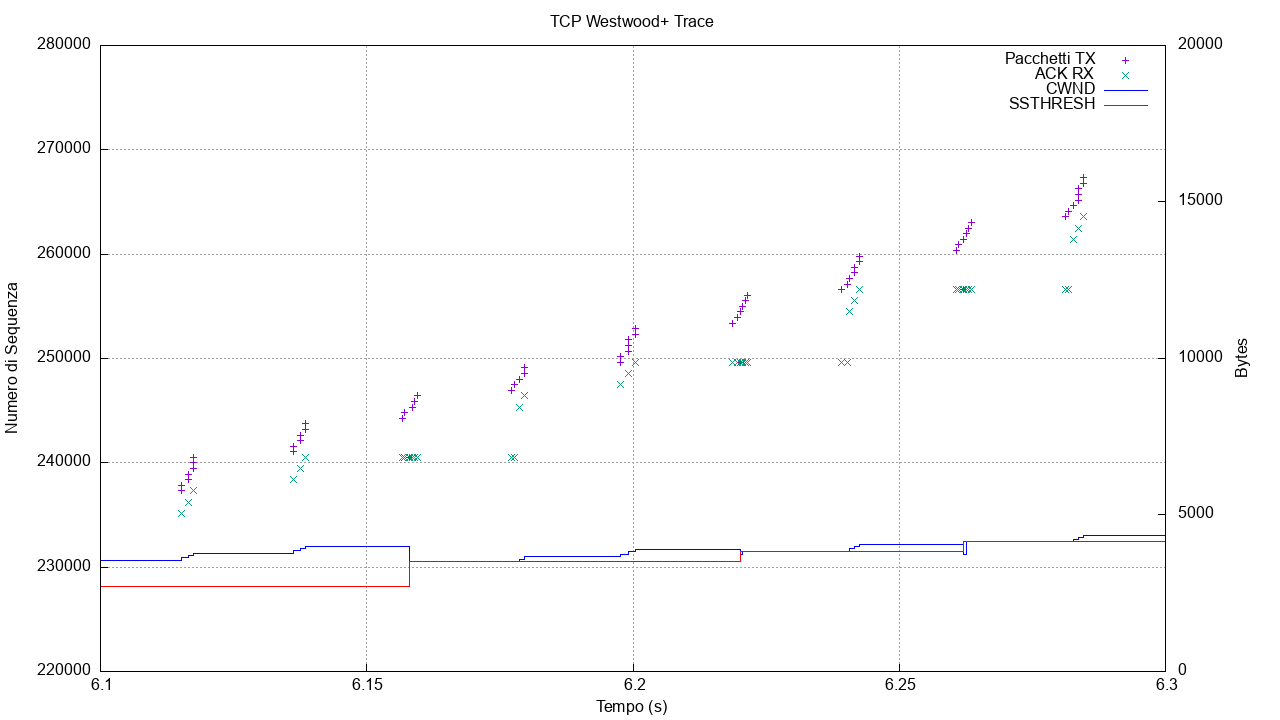 TCP Westwood+ Trace
280000
270000
260000
250000
240000
230000
220000
Numero di Sequenza
20000
15000
10000
5000
0
Bytes
Pacchetti TX
ACK RX
CWND
SSTHRESH
6.1
6.15
6.2
6.25
6.3
Tempo (s)